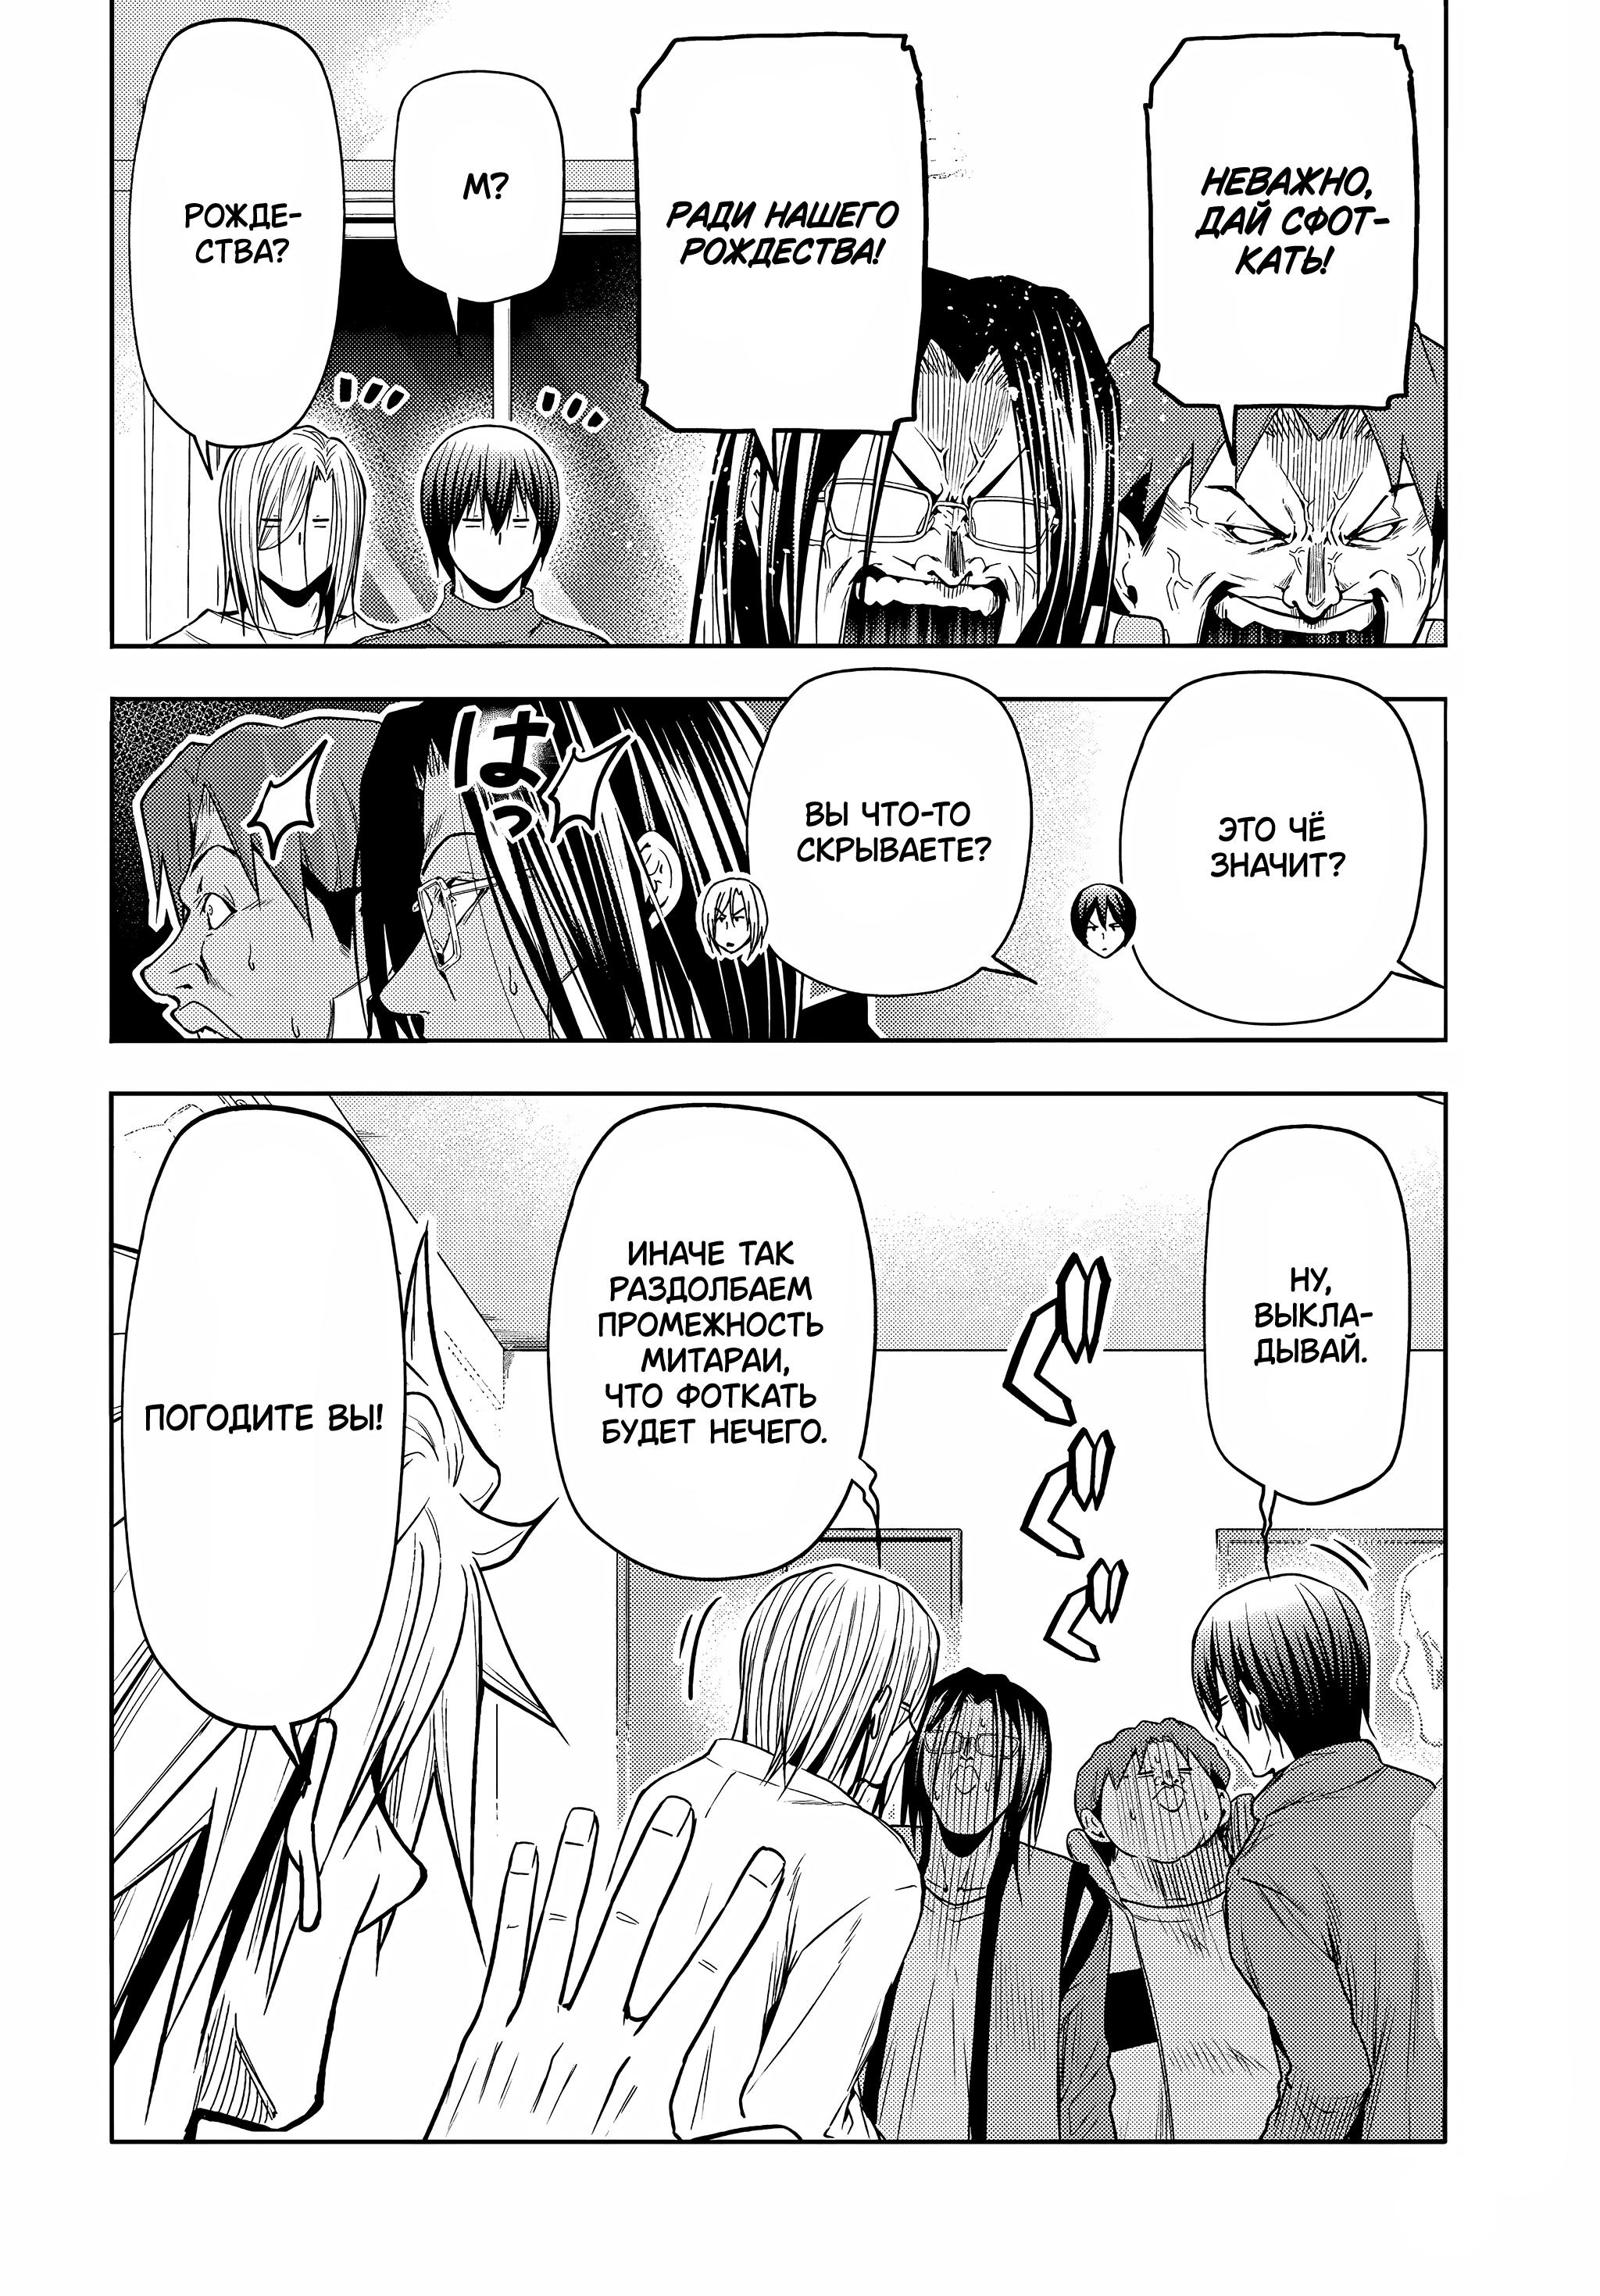 НЕВАЖНО,
ДАЙ СФОТ-
КАТЬ!
РАДИ НАШЕГО
РОЖДЕСТВА!
М?
РОЖДЕ-
СТВА?
ЭТО ЧЁ
ЗНАЧИТ?
ВЫ ЧТО-ТО
СКРЫВАЕТЕ?
はっ
НУ,
ВЫКЛА-
ДЫВАЙ.
ИНАЧЕ ТАК
РАЗДОЛБАЕМ
ПРОМЕЖНОСТЬ
МИТАРАИ,
ЧТО ФОТКАТЬ
БУДЕТ НЕЧЕГО.
ПОГОДИТЕ ВЫ!